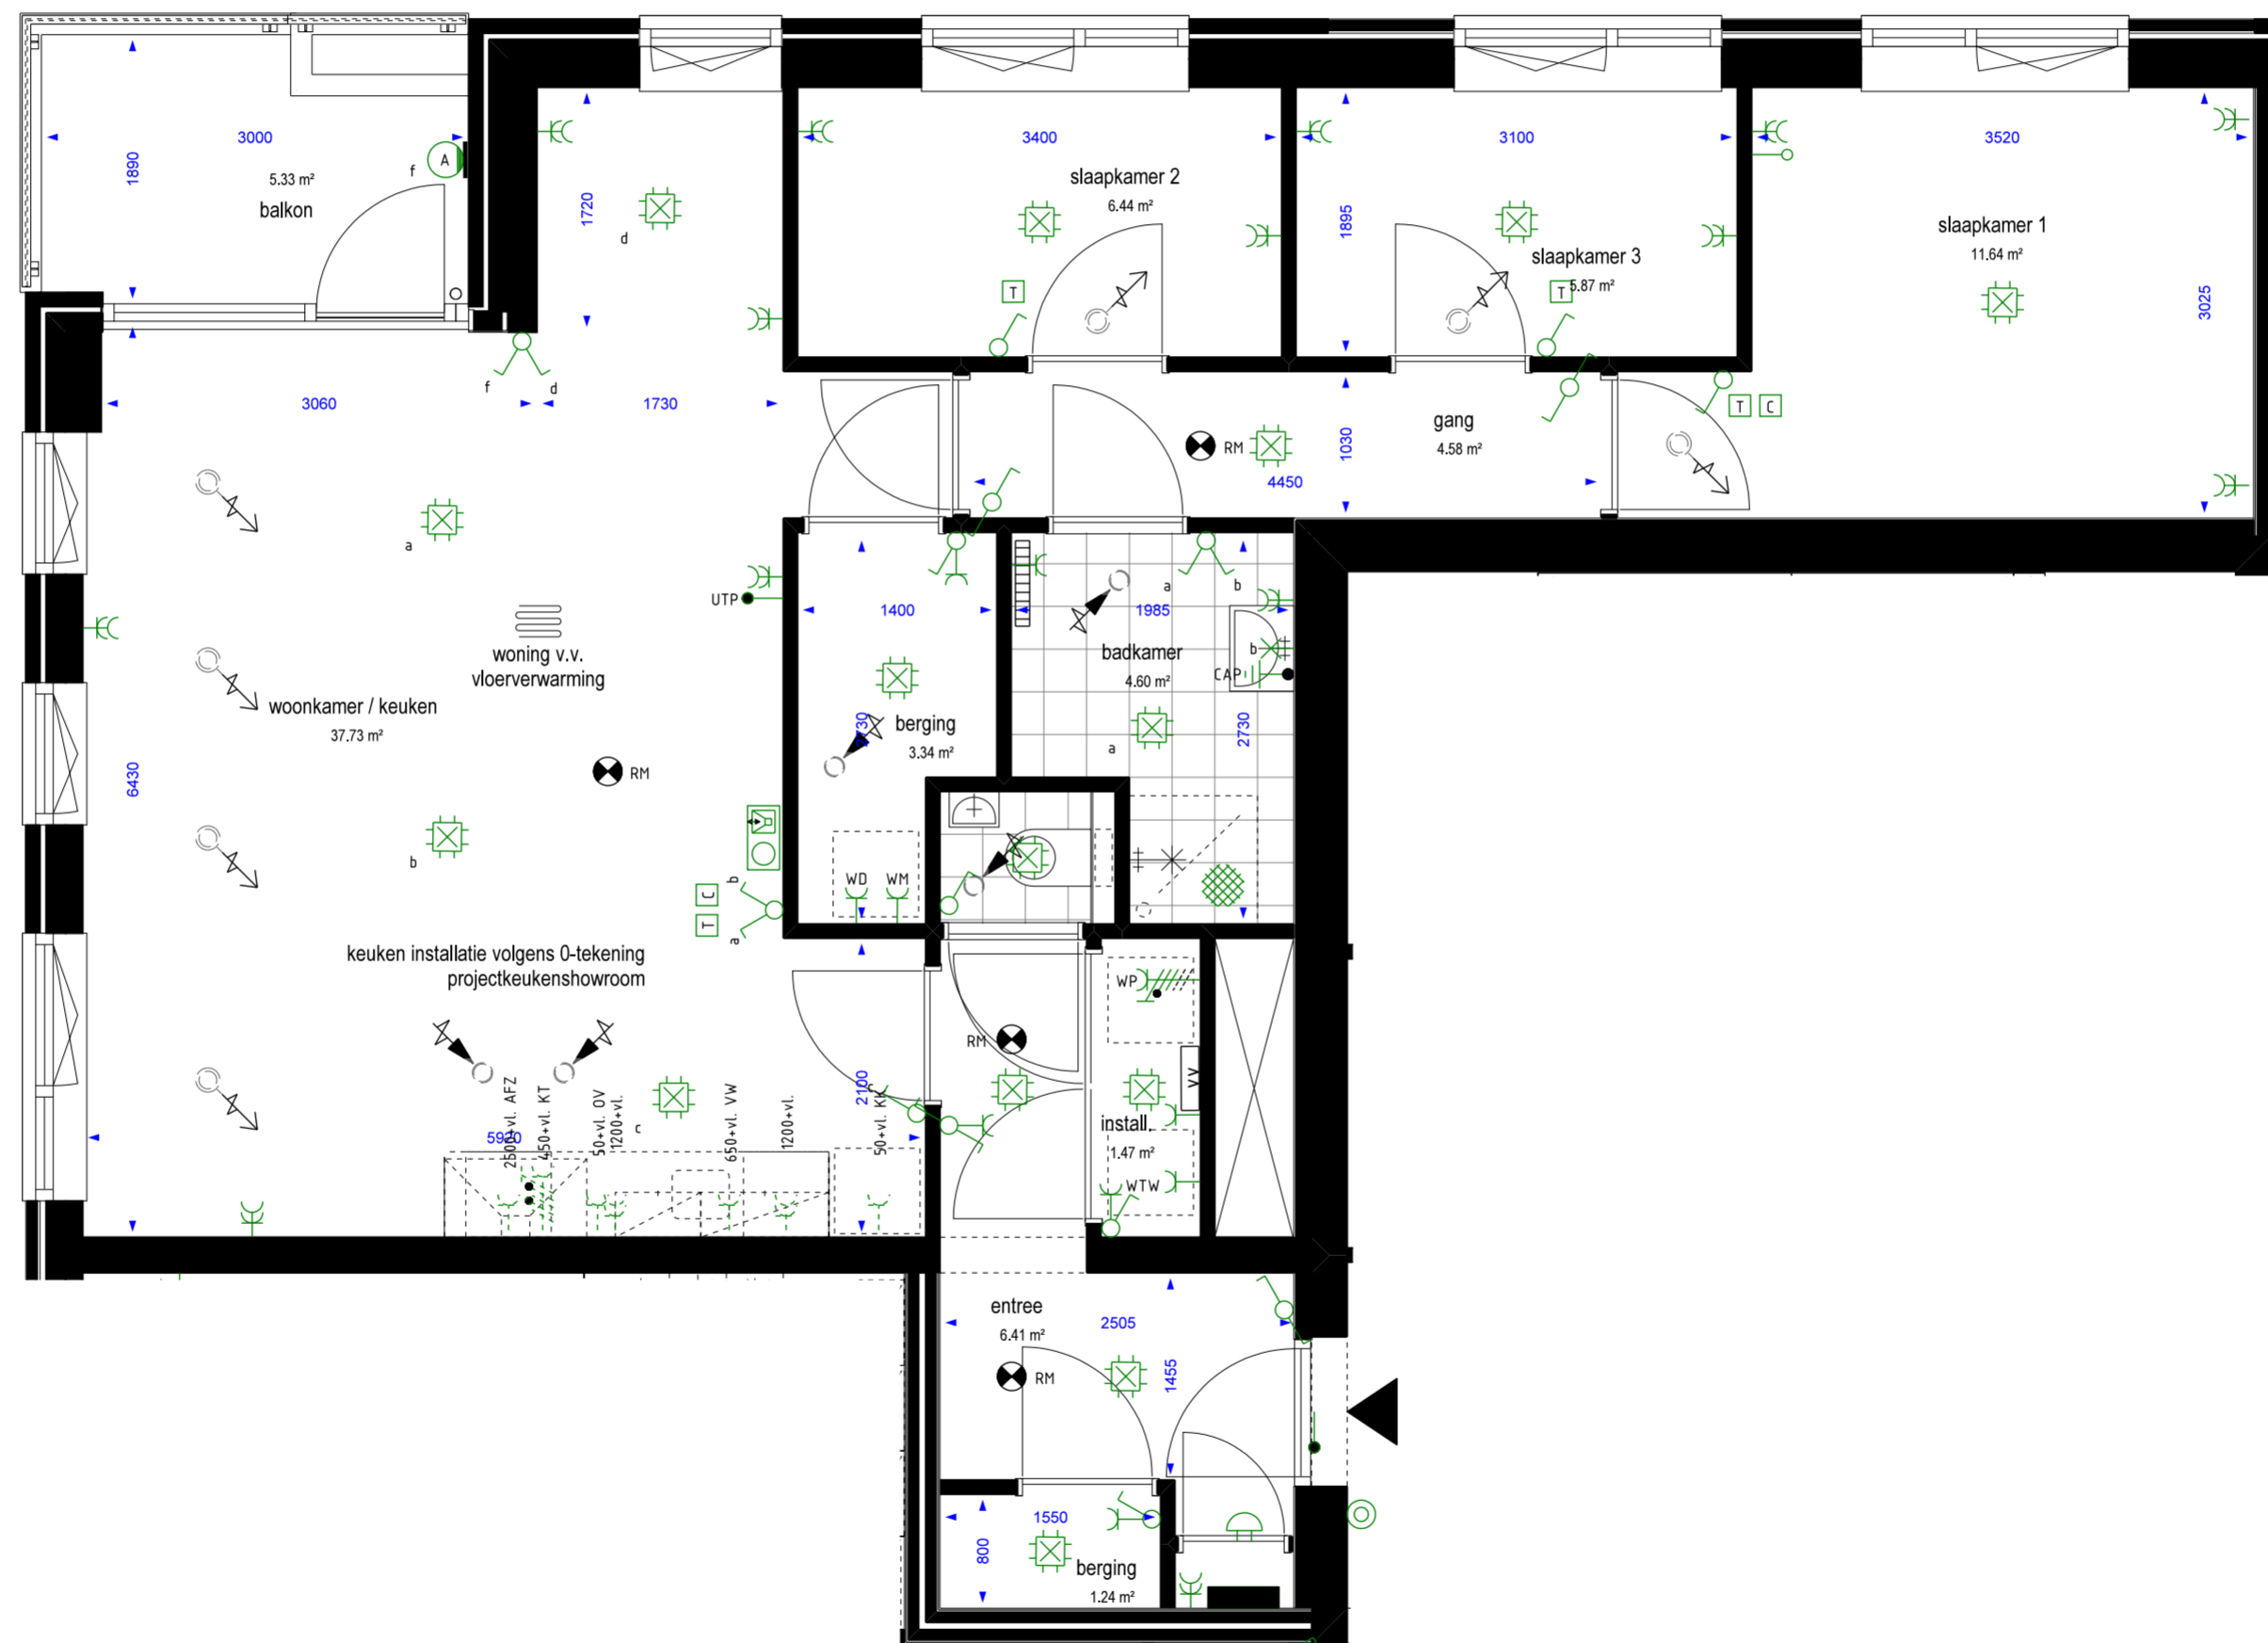 3000
1890
5.33 m²
balkon
f
A
1720
d
3400
slaapkamer 2
6.44 m²
T
3100
1895
slaapkamer 3
5.87 m²
T
3520
slaapkamer 1
11.64 m²
3025
f
d
3060
1730
gang
4.58 m²
RM
1030
4450
T
C
a
UTP
woning v.v.
vloerverwarming
woonkamer / keuken
37.73 m²
6430
RM
b
1400
berging
3.34 m²
2730
WD
WM
a
b
1985
badkamer
4.60 m²
b
CAP
a
2730
C
T
b
a
keuken installatie volgens 0-tekening
projectkeukenshowroom
WP
RM
VV
2100
c
install.
1.47 m²
WTW
5920
AFZ
450+vl. KT
50+vl. OV
1200+vl.
c
650+vl. VW
1200+vl.
50+vl.
entree
6.41 m²
2505
RM
1455
1550
800
berging
1.24 m²